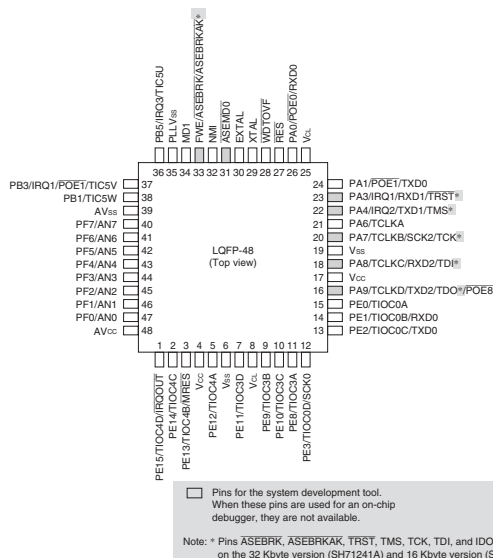 PB5/IRQ3/TIC5U
PLLVss
MD1
FWE/ASEBRK/ASEBRKAK*
NMI
ASEMD0
EXTAL
XTAL
WDTOVF
RES
PA0/POE0/RXD0
VCL
36 35 34 33 32 31 30 29 28 27 26 25
PB3/IRQ1/POE1/TIC5V 37
PB1/TIC5W 38
AVss 39
PF7/AN7 40
PF6/AN6 41
PF5/AN5 42
PF4/AN4 43
PF3/AN3 44
PF2/AN2 45
PF1/AN1 46
PF0/AN0 47
AVcc 48
LQFP-48
(Top view)
24 PA1/POE1/TXD0
23 PA3/IRQ1/RXD1/TRST*
22 PA4/IRQ2/TXD1/TMS*
21 PA6/TCLKA
20 PA7/TCLKB/SCK2/TCK*
19 Vss
18 PA8/TCLKC/RXD2/TDI*
17 Vcc
16 PA9/TCLKD/TXD2/TDO*/POE8
15 PE0/TIOC0A
14 PE1/TIOC0B/RXD0
13 PE2/TIOC0C/TXD0
1 2 3 4 5 6 7 8 9 10 11 12
PE15/TIOC4D/IRQOUT
PE14/TIOC4C
PE13/TIOC4B/MRES
Vcc
PE12/TIOC4A
Vss
PE11/TIOC3D
VCL
PE9/TIOC3B
PE10/TIOC3C
PE8/TIOC3A
PE3/TIOC0D/SCK0
Pins for the system development tool.
When these pins are used for an on-chip
debugger, they are not available.
Note: * Pins ASEBRK, ASEBRKAK, TRST, TMS, TCK, TDI, and IDO
on the 32 Kbyte version (SH71241A) and 16 Kbyte version (S